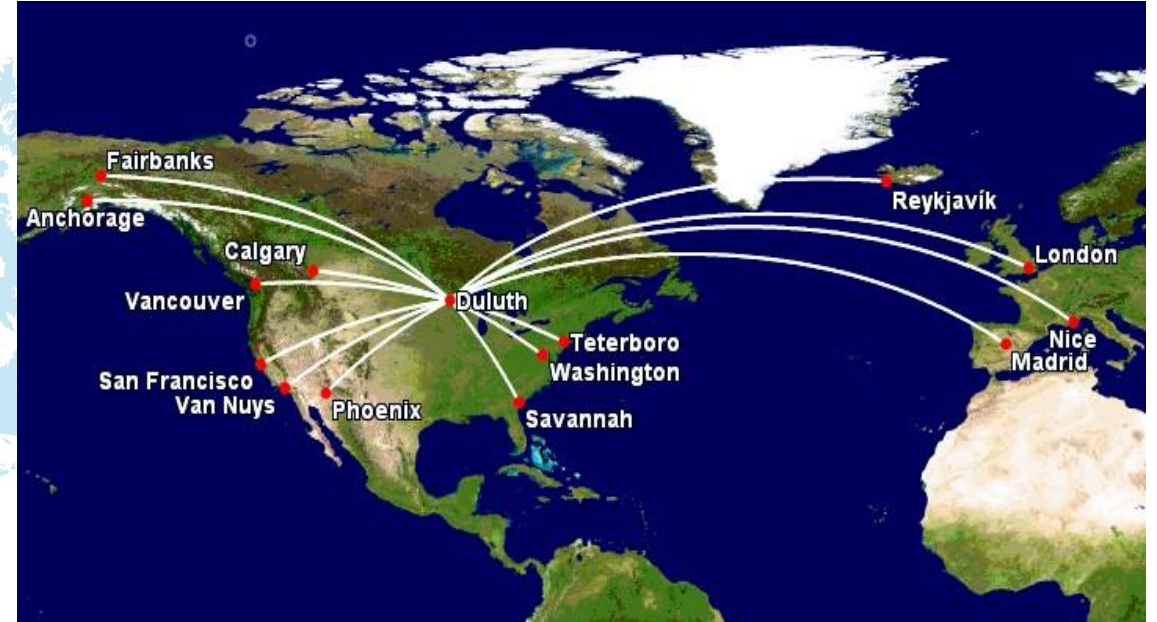 Fairbanks
Reykjavík
Anchorage
Calgary
London
Vancouver
Duluth
Nice
Teterboro
Madrid
Washington
San Francisco
Van Nuys
Phoenix
Savannah